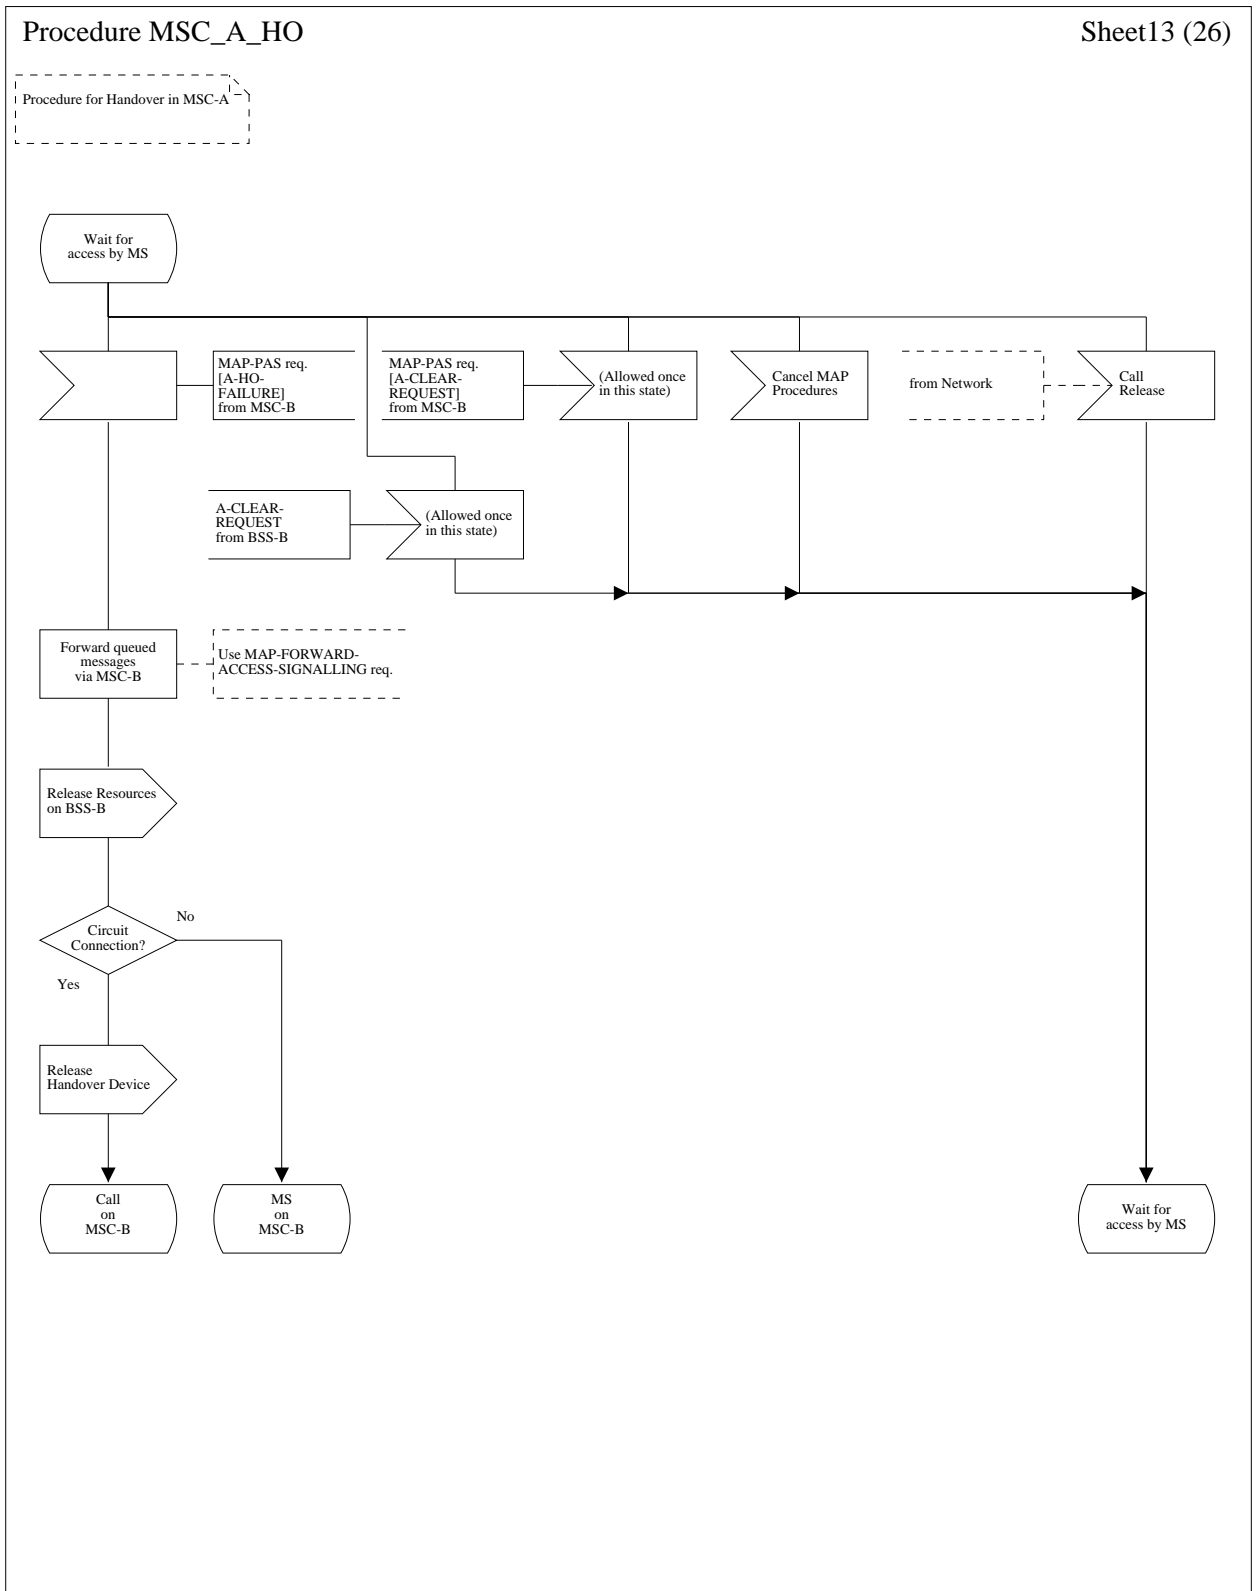 Procedure MSC_A_HO
Sheet13 (26)
Procedure for Handover in MSC-A
Wait for
access by MS
MAP-PAS req.
[A-HO-
FAILURE]
from MSC-B
MAP-PAS req.
[A-CLEAR-
REQUEST]
from MSC-B
(Allowed once
in this state)
Cancel MAP
Procedures
from Network
Call
Release
A-CLEAR-
REQUEST
from BSS-B
(Allowed once
in this state)
Forward queued
messages
via MSC-B
Use MAP-FORWARD-
ACCESS-SIGNALLING req.
Release Resources
on BSS-B
Circuit
Connection?
No
Yes
Release
Handover Device
Call
on
MSC-B
MS
on
MSC-B
Wait for
access by MS